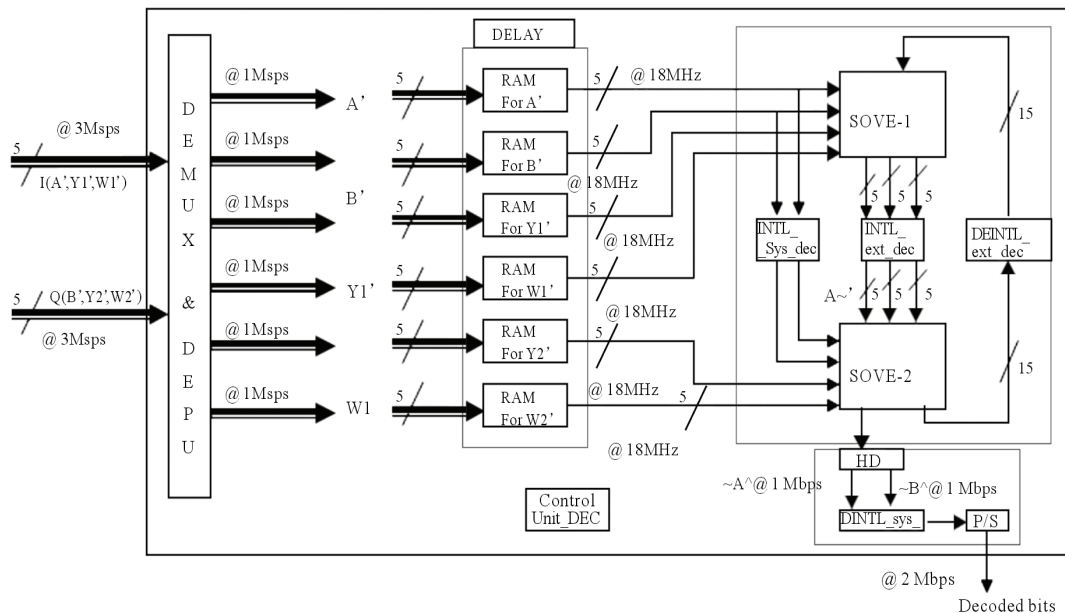 DELAY
D
E
M
U
X
&
D
E
P
U
5
@ 3Msps
I(A',Y1',W1')
5
Q(B',Y2',W2')
@ 3Msps
@ 1Msps
@ 1Msps
@ 1Msps
@ 1Msps
@ 1Msps
@ 1Msps
A'
B'
Y1'
W1
5
5
5
5
5
5
RAM
For A'
RAM
For B'
RAM
For Y1'
RAM
For W1'
RAM
For Y2'
RAM
For W2'
5
@ 18MHz
5
@ 18MHz
5
@ 18MHz
5
@ 18MHz
5
@ 18MHz
5
@ 18MHz
SOVE-1
15
5
5
5
INTL_
_Sys_dec
INTL_
ext_dec
DEINTL_
ext_dec
A~'
5
5
5
SOVE-2
15
HD
~A^@ 1 Mbps
~B^@ 1 Mbps
DINTL_sys_
P/S
Control
Unit_DEC
@ 2 Mbps
Decoded bits